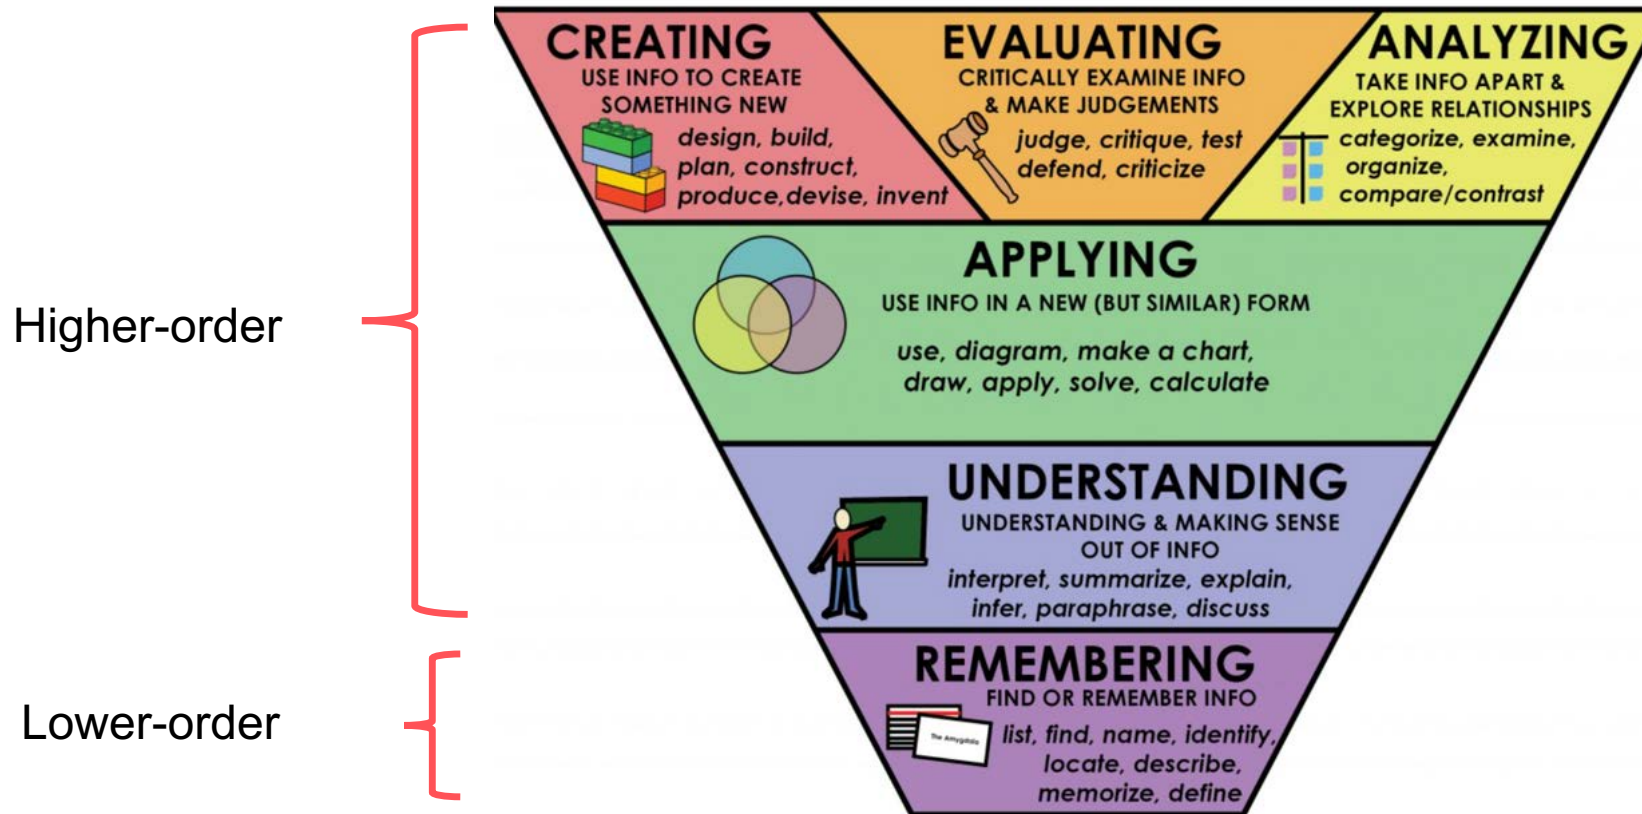 CREATING
USE INFO TO CREATE
SOMETHING NEW
design, build,
plan, construct,
produce,devise, invent
EVALUATING
CRITICALLY EXAMINE INFO
& MAKE JUDGEMENTS
judge, critique, test
defend, criticize
ANALYZING
TAKE INFO APART &
EXPLORE RELATIONSHIPS
categorize, examine,
organize,
compare/contrast
Higher-order
APPLYING
USE INFO IN A NEW (BUT SIMILAR) FORM
use, diagram, make a chart,
draw, apply, solve, calculate
UNDERSTANDING
UNDERSTANDING & MAKING SENSE
OUT OF INFO
interpret, summarize, explain,
infer, paraphrase, discuss
Lower-order
REMEMBERING
FIND OR REMEMBER INFO
The Amygdala
list, find, name, identify,
locate, describe,
memorize, define